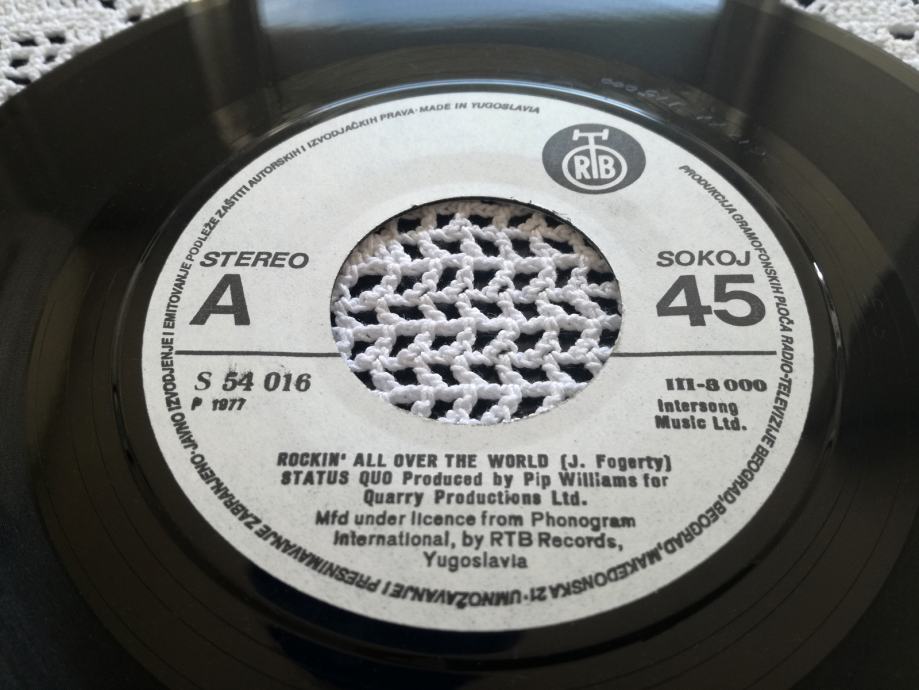 JAVNO IZVODJENJE I EMITOVANJE PODLEŽE ZAŠTITI AUTORSKIH I IZVODJAČKIH PRAVA · MADE IN YUGOSLAVIA
RTB
PRODUKCIJA GRAMOFONSKIH PLOČA RADIO-TELEVIZIJE BEOGRAD, BEOGRAD, MAKEDONSKA 21 · UMNOŽAVANJE I PRESNIMAVANJE ZABRANJENO ·
STEREO
A
SOKOJ
45
S 54 016
P 1977
III-8 000
Intersong
Music Ltd.
ROCKIN' ALL OVER THE WORLD (J. Fogerty)
STATUS QUO Produced by Pip Williams for
Quarry Productions Ltd.
Mfd under licence from Phonogram
International, by RTB Records,
Yugoslavia